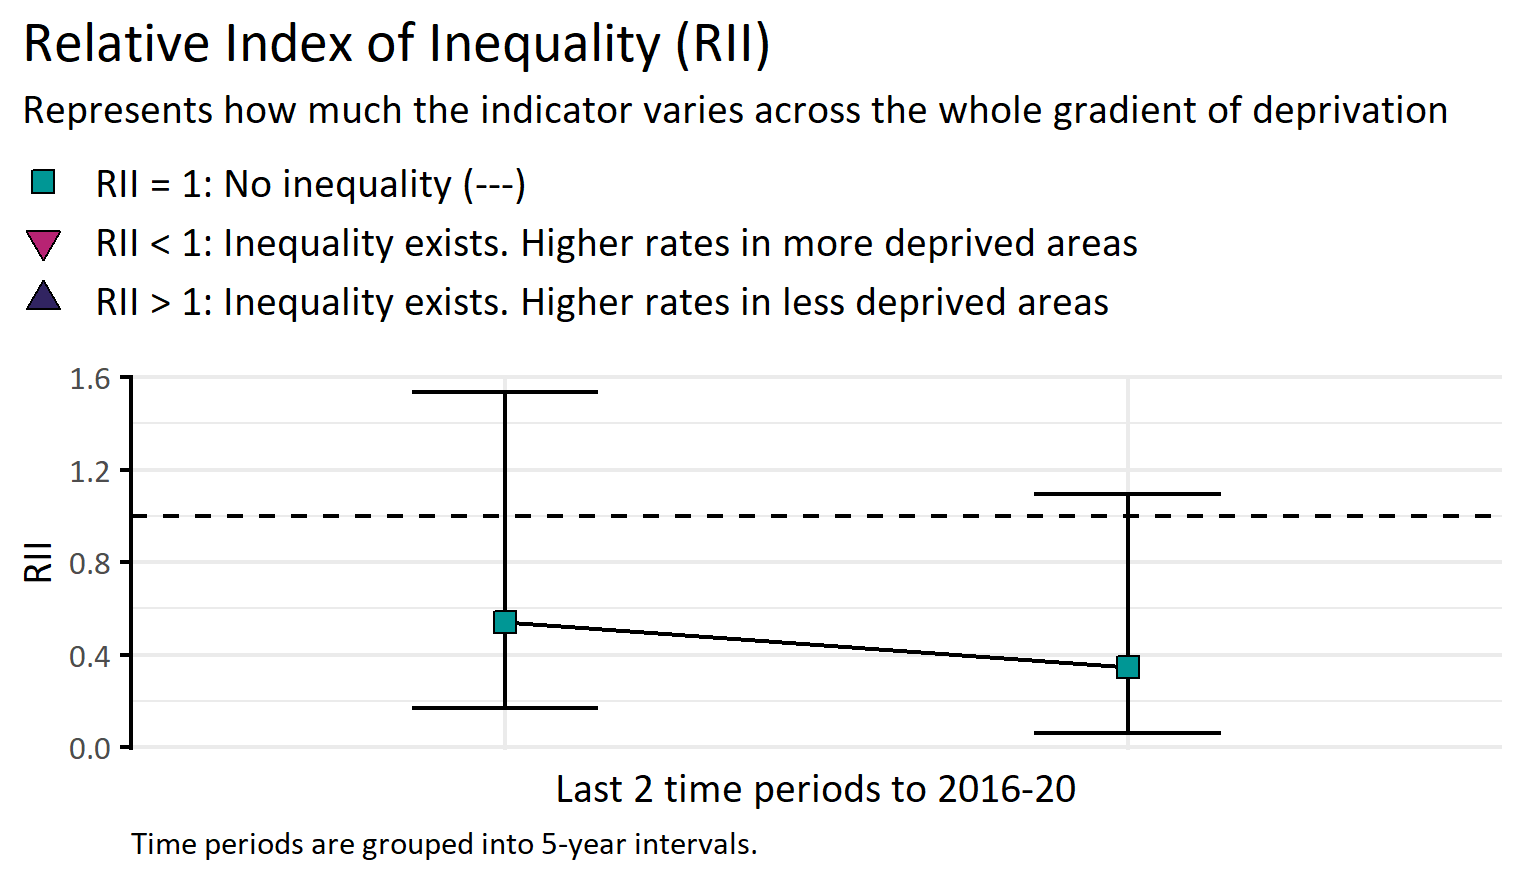 Relative Index of Inequality (RII)
Represents how much the indicator varies across the whole gradient of deprivation
RII = 1: No inequality (---)
RII < 1: Inequality exists. Higher rates in more deprived areas
RII > 1: Inequality exists. Higher rates in less deprived areas
1.6
1.2
0.8
0.4
0.0
RII
Last 2 time periods to 2016-20
Time periods are grouped into 5-year intervals.